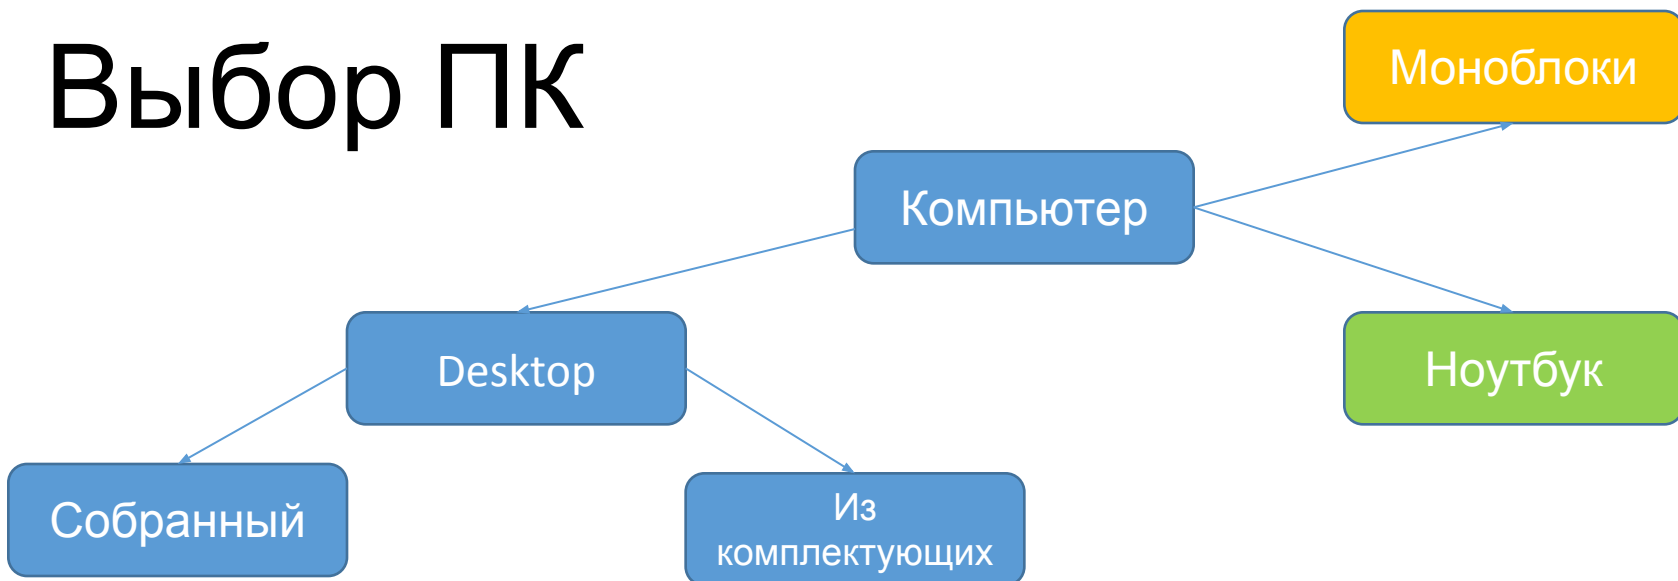 Выбор ПК
Моноблоки
Компьютер
Desktop
Ноутбук
Собранный
Из
комплектующих